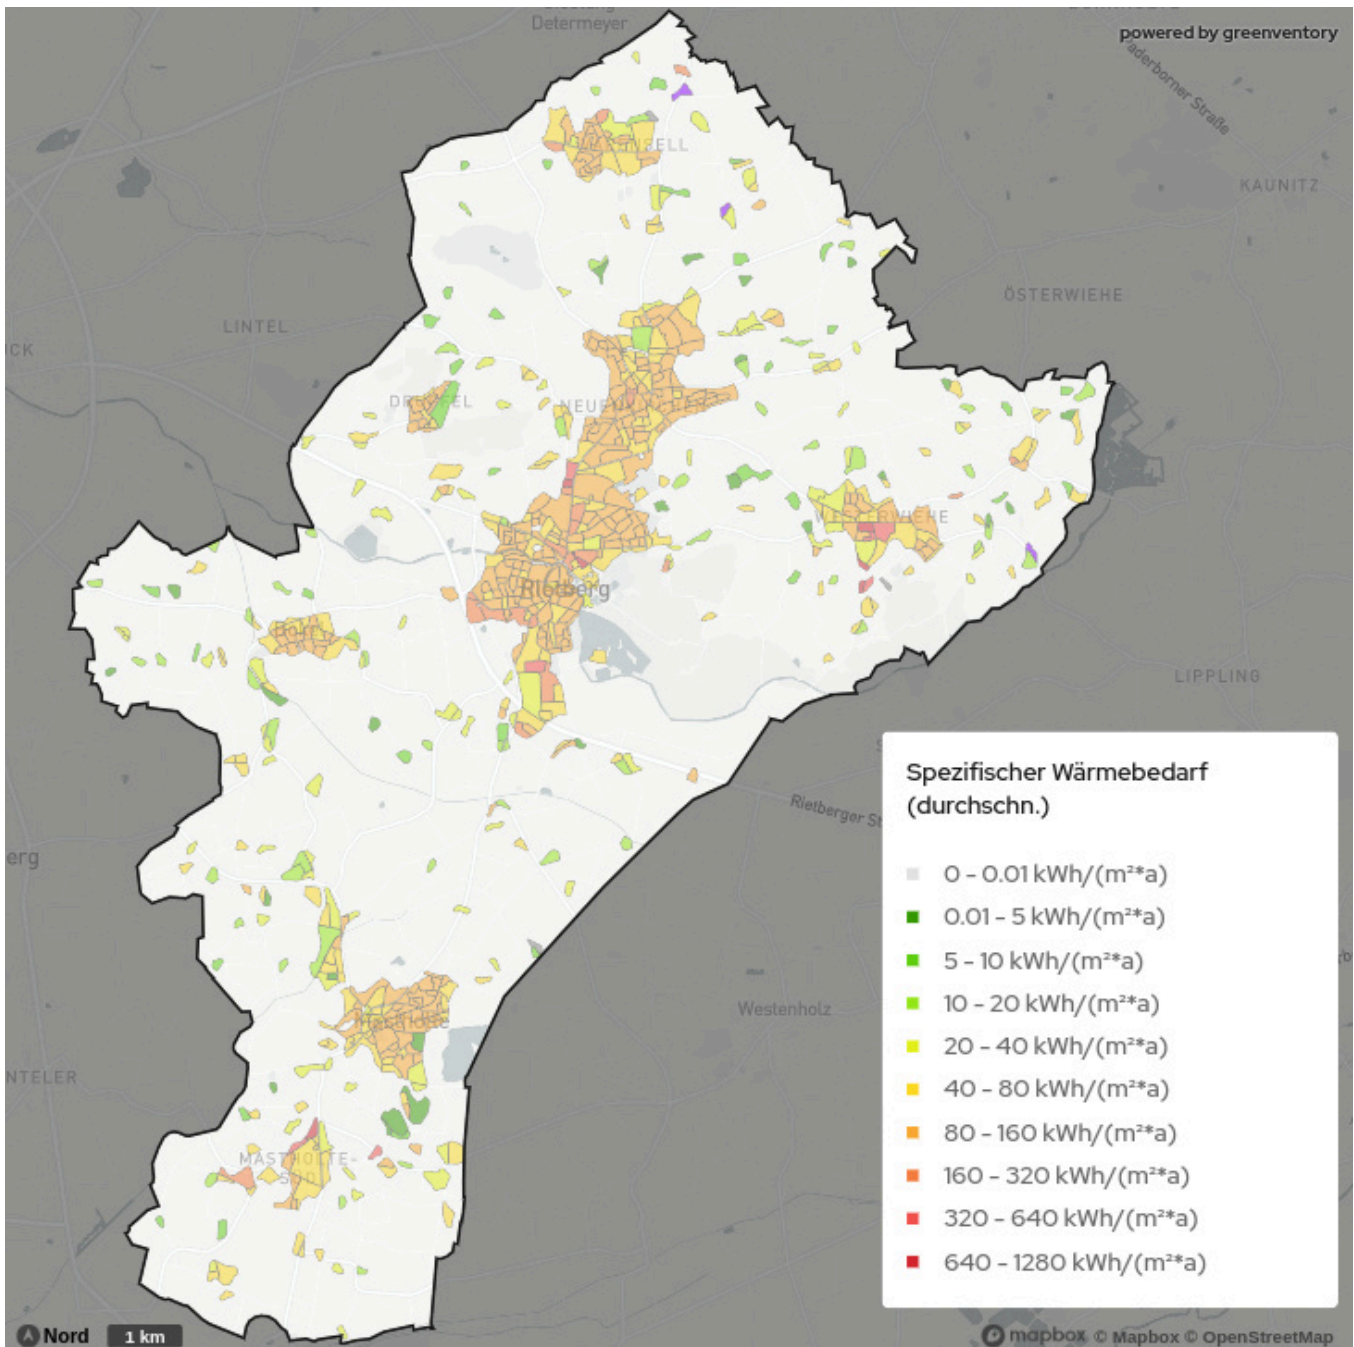 Determeyer
powered by greenventory
Paderborner Straße
KAUNITZ
ÖSTERWIEHE
LINTEL
Rietberg
LIPPLING
Spezifischer Wärmebedarf
(durchschn.)
Rietberger St
0 - 0.01 kWh/(m²*a)
0.01 - 5 kWh/(m²*a)
5 - 10 kWh/(m²*a)
10 - 20 kWh/(m²*a)
20 - 40 kWh/(m²*a)
40 - 80 kWh/(m²*a)
80 - 160 kWh/(m²*a)
160 - 320 kWh/(m²*a)
320 - 640 kWh/(m²*a)
640 - 1280 kWh/(m²*a)
erg
Westenholz
NTELER
MASTHOLTE-
SÜD
Nord
1 km
mapbox © Mapbox © OpenStreetMap